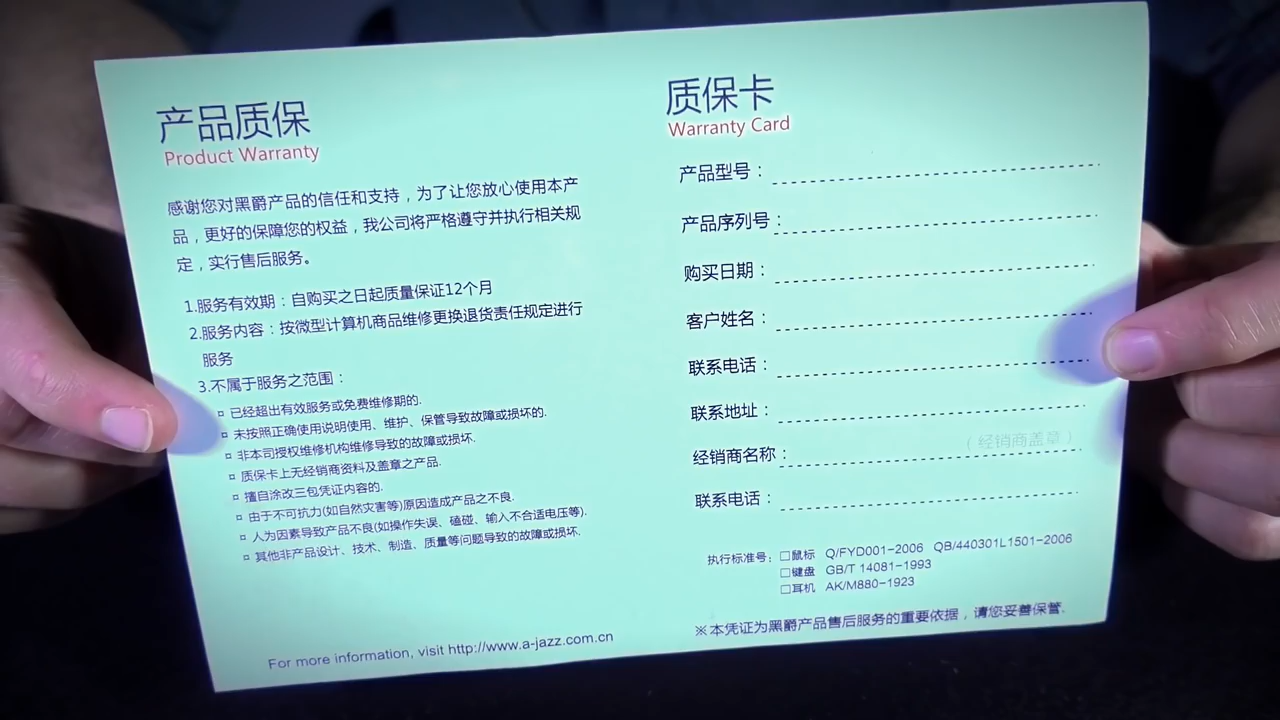 产品质保
Product Warranty
感谢您对黑爵产品的信任和支持，为了让您放心使用本产
品，更好的保障您的权益，我公司将严格遵守并执行相关规
定，实行售后服务。
1.服务有效期：自购买之日起质量保证12个月
2.服务内容：按微型计算机商品维修更换退货责任规定进行
服务
3.不属于服务之范围：
¤ 已经超出有效服务或免费维修期的.
¤ 未按照正确使用说明使用、维护、保管导致故障或损坏的.
¤ 非本司授权维修机构维修导致的故障或损坏.
¤ 质保卡上无经销商资料及盖章之产品.
¤ 擅自涂改三包凭证内容的.
¤ 由于不可抗力(如自然灾害等)原因造成产品之不良.
¤ 人为因素导致产品不良(如操作失误、磕碰、输入不合适电压等).
¤ 其他非产品设计、技术、制造、质量等问题导致的故障或损坏.
For more information, visit http://www.a-jazz.com.cn
质保卡
Warranty Card
产品型号：
产品序列号：
购买日期：
客户姓名：
联系电话：
联系地址：
经销商名称：（经销商盖章）
联系电话：
执行标准号：□鼠标 Q/FYD001-2006 QB/440301L1501-2006
□键盘 GB/T 14081-1993
□耳机 AK/M880-1923
※本凭证为黑爵产品售后服务的重要依据，请您妥善保管.